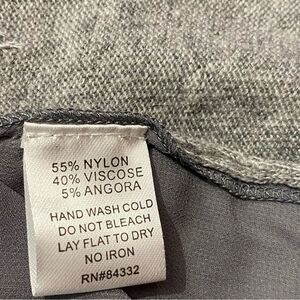 55% NYLON
40% VISCOSE
5% ANGORA
HAND WASH COLD
DO NOT BLEACH
LAY FLAT TO DRY
NO IRON
RN#84332